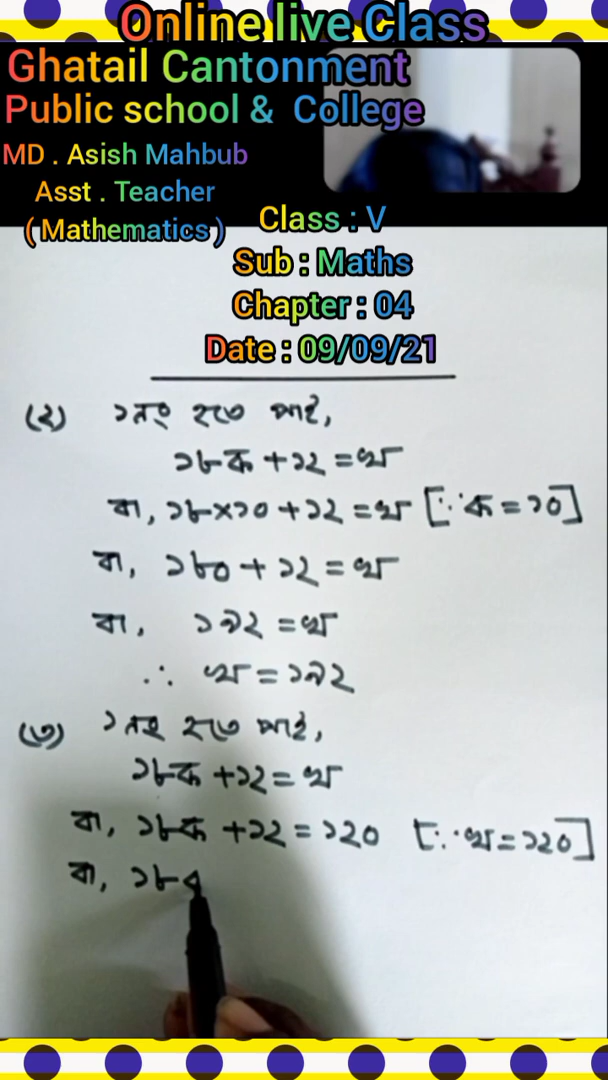 Online live Class
Ghatail Cantonment
Public school & College
MD . Asish Mahbub
Asst . Teacher
( Mathematics )
Class : V
Sub : Maths
Chapter : 04
Date : 09/09/21
(২) ১নং হতে পাই,
১৮ক + ১২ = খ
বা, ১৮×১০ + ১২ = খ [∵ ক = ১০]
বা, ১৮০ + ১২ = খ
বা, ১৯২ = খ
∴ খ = ১৯২
(৩) ১নং হতে পাই,
১৮ক + ১২ = খ
বা, ১৮ক + ১২ = ১২০ [∵ খ = ১২০]
বা, ১৮